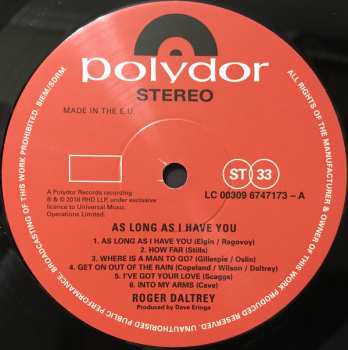 polydor
STEREO
MADE IN THE E.U.
ST 33
A Polydor Records recording
℗ & © 2018 RHD LLP, under exclusive
licence to Universal Music
Operations Limited.
LC 00309 6747173 – A
AS LONG AS I HAVE YOU
1. AS LONG AS I HAVE YOU (Elgin / Ragovoy)
2. HOW FAR (Stills)
3. WHERE IS A MAN TO GO? (Gillespie / Oslin)
4. GET ON OUT OF THE RAIN (Copeland / Wilson / Daltrey)
5. I'VE GOT YOUR LOVE (Scaggs)
6. INTO MY ARMS (Cave)
ROGER DALTREY
Produced by Dave Eringa
ALL RIGHTS OF THE MANUFACTURER & OWNER OF THIS WORK PRODUCED RESERVED. UNAUTHORISED PUBLIC PERFORMANCE, BROADCASTING OF THIS WORK PROHIBITED. BIEM/SDRM.